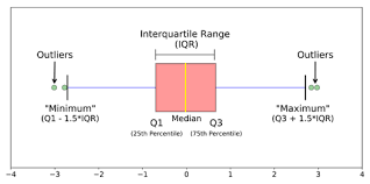 Interquartile Range
(IQR)
Outliers
Outliers
"Minimum"
(Q1 - 1.5*IQR)
"Maximum"
(Q3 + 1.5*IQR)
Q1
Median
Q3
(25th Percentile)
(75th Percentile)
−4
−3
−2
−1
0
1
2
3
4